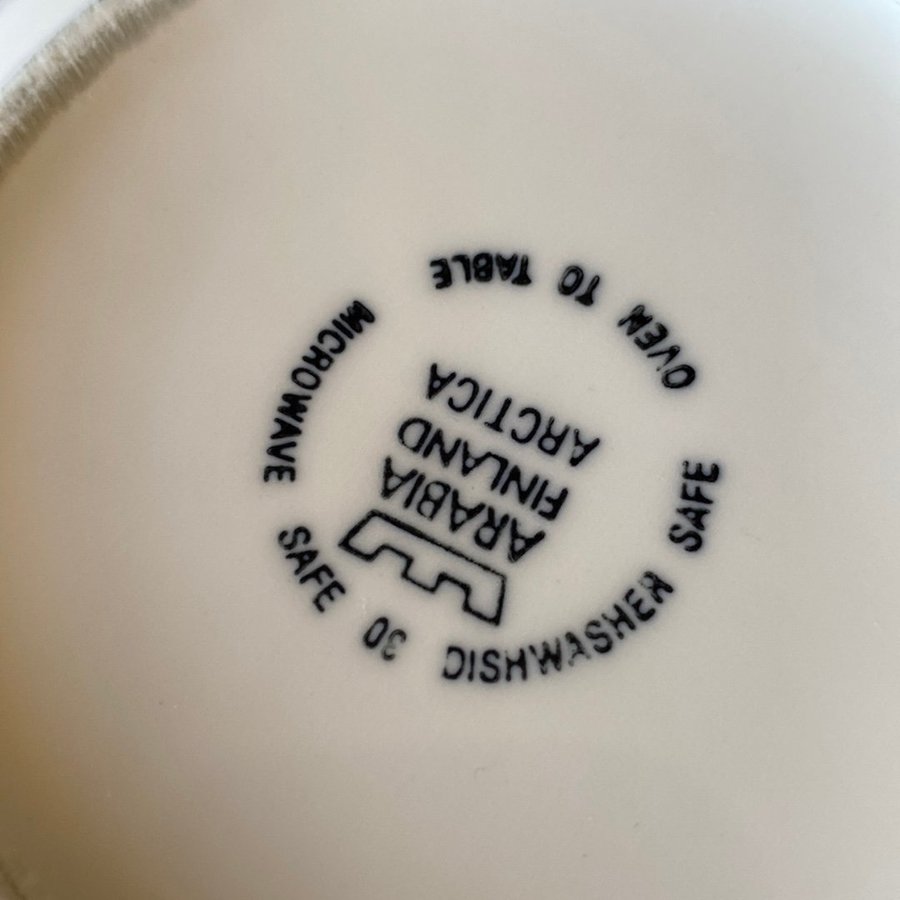 ARABIA
FINLAND
ARCTICA
OVEN TO TABLE
MICROWAVE SAFE
30
DISHWASHER SAFE